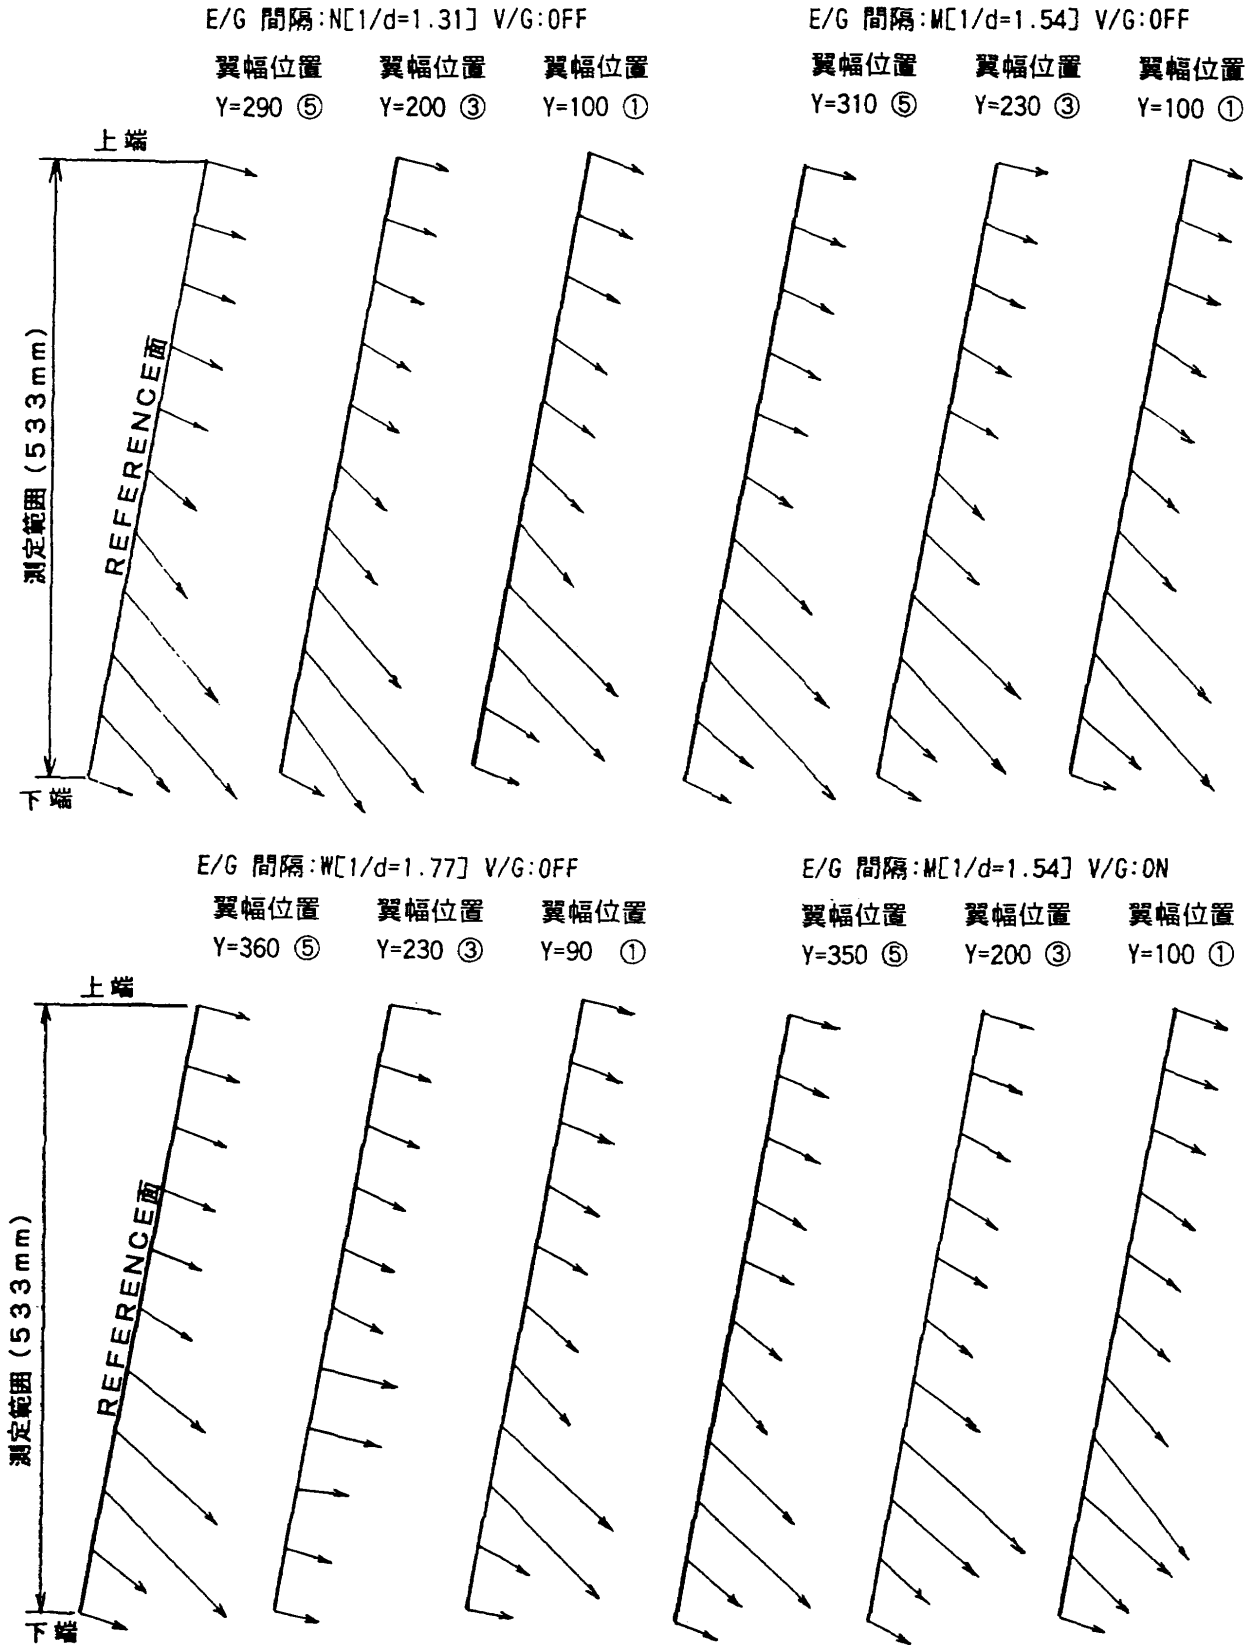 E/G 間隔:N[1/d=1.31] V/G:OFF
翼幅位置 翼幅位置 翼幅位置
Y=290 ⑤ Y=200 ③ Y=100 ①
上端
測定範囲(533mm)
REFERENCE面
下端
E/G 間隔:M[1/d=1.54] V/G:OFF
翼幅位置 翼幅位置 翼幅位置
Y=310 ⑤ Y=230 ③ Y=100 ①
E/G 間隔:W[1/d=1.77] V/G:OFF
翼幅位置 翼幅位置 翼幅位置
Y=360 ⑤ Y=230 ③ Y=90 ①
上端
測定範囲(533mm)
REFERENCE面
下端
E/G 間隔:M[1/d=1.54] V/G:ON
翼幅位置 翼幅位置 翼幅位置
Y=350 ⑤ Y=200 ③ Y=100 ①